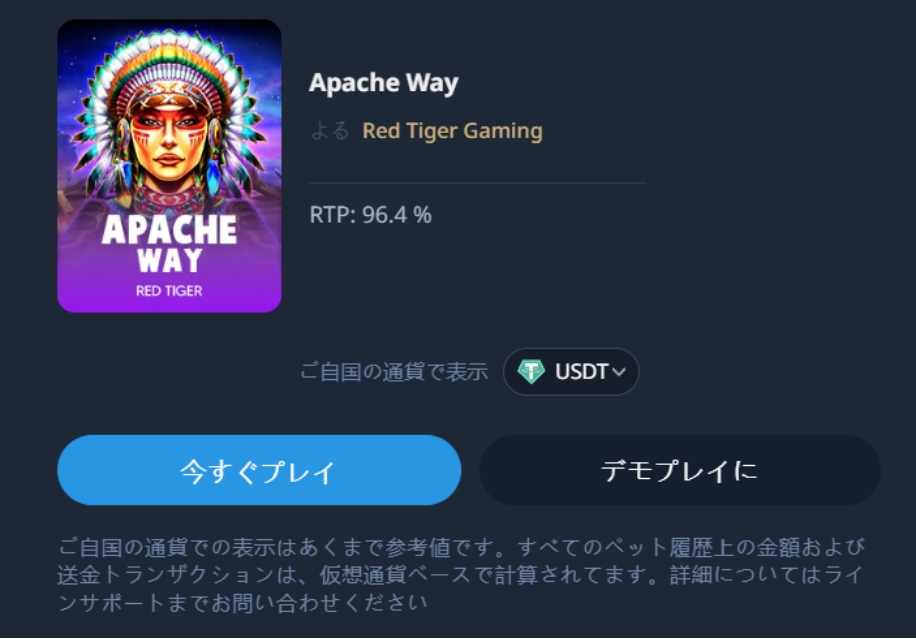 APACHE
WAY
RED TIGER
Apache Way
よる Red Tiger Gaming
RTP: 96.4 %
ご自国の通貨で表示 USDT
今すぐプレイ
デモプレイに
ご自国の通貨での表示はあくまで参考値です。すべてのベット履歴上の金額および
送金トランザクションは、仮想通貨ベースで計算されてます。詳細についてはライ
ンサポートまでお問い合わせください